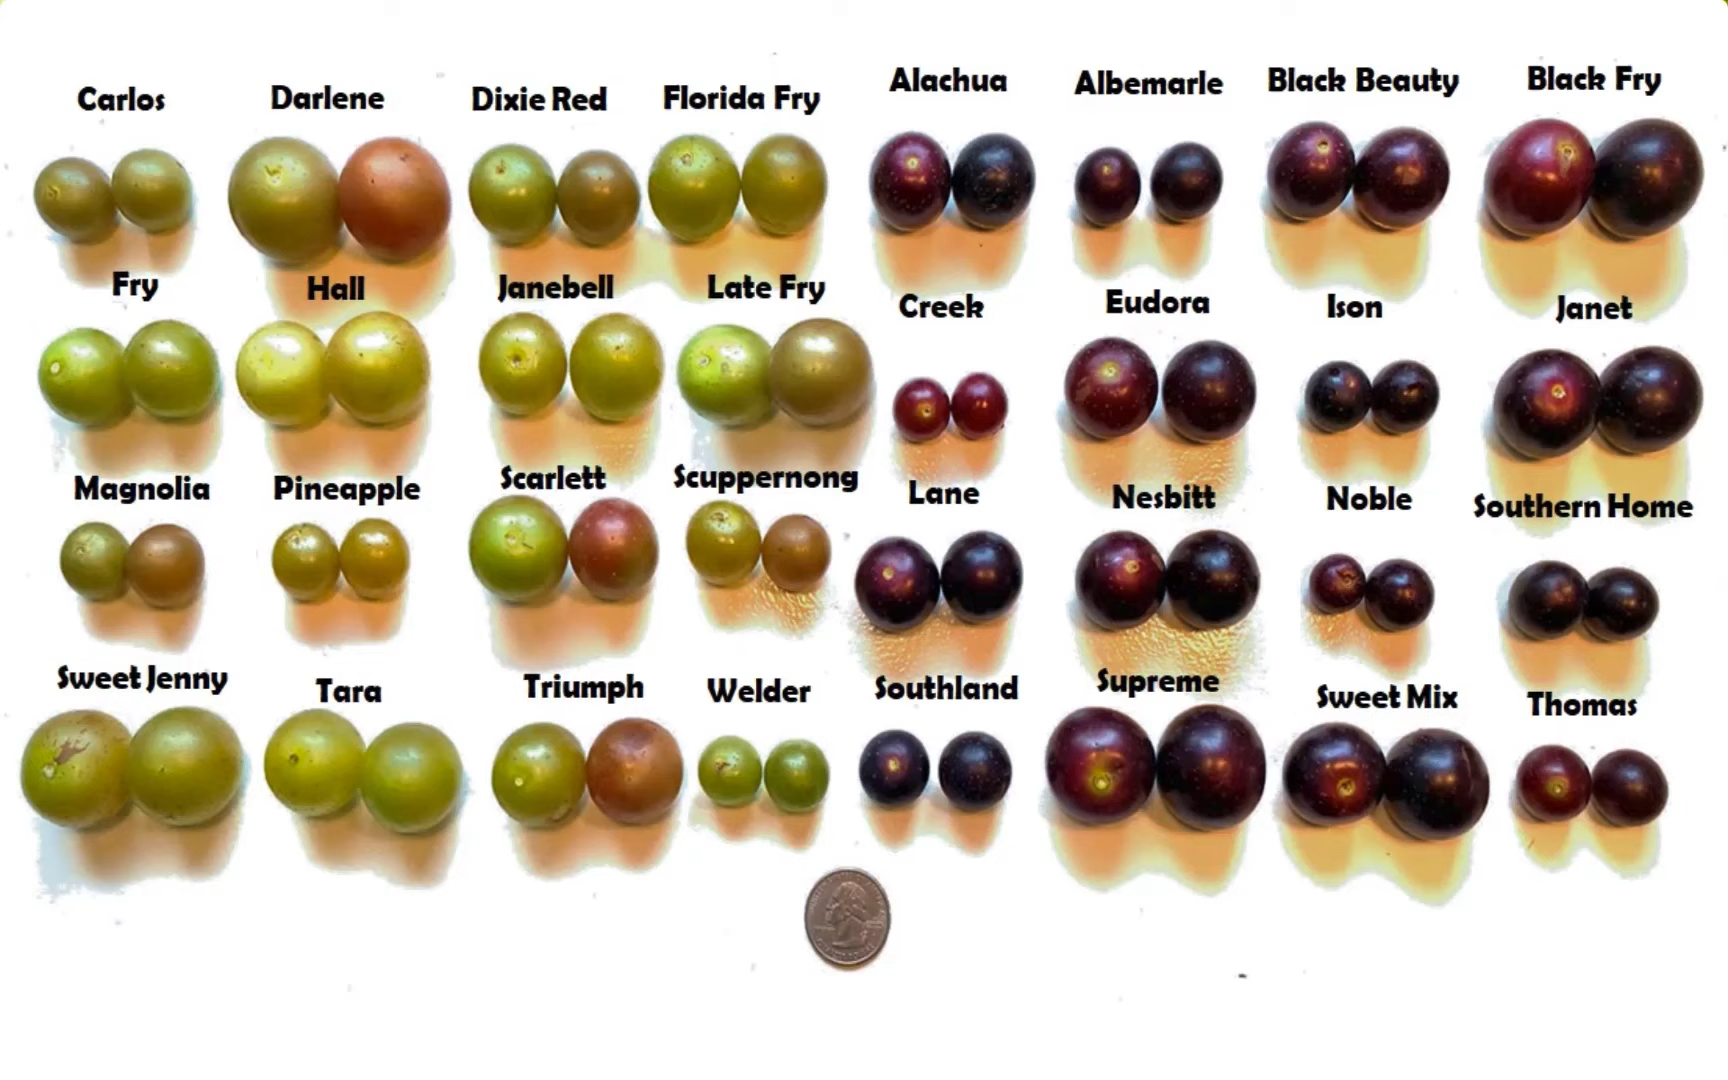 Carlos
Darlene
Dixie Red
Florida Fry
Alachua
Albemarle
Black Beauty
Black Fry
Fry
Hall
Janebell
Late Fry
Creek
Eudora
Ison
Janet
Magnolia
Pineapple
Scarlett
Scuppernong
Lane
Nesbitt
Noble
Southern Home
Sweet Jenny
Tara
Triumph
Welder
Southland
Supreme
Sweet Mix
Thomas